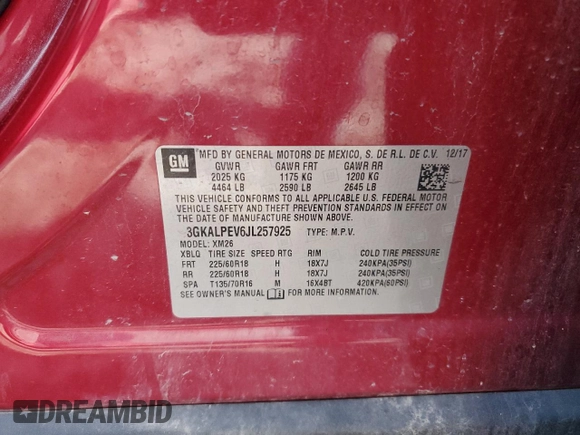 GM
MFD BY GENERAL MOTORS DE MEXICO, S. DE R.L. DE C.V. 12/17
GVWR GAWR FRT GAWR RR
2025 KG 1175 KG 1200 KG
4464 LB 2590 LB 2645 LB
THIS VEHICLE CONFORMS TO ALL APPLICABLE U.S. FEDERAL MOTOR
VEHICLE SAFETY AND THEFT PREVENTION STANDARDS IN EFFECT ON
THE DATE OF MANUFACTURE SHOWN ABOVE.
3GKALPEV6JL257925 TYPE: M.P.V.
MODEL: XM26
XBLQ TIRE SIZE SPEED RTG RIM COLD TIRE PRESSURE
FRT 225/60R18 H 18X7J 240KPA(35PSI)
RR 225/60R18 H 18X7J 240KPA(35PSI)
SPA T135/70R16 M 16X4BT 420KPA(60PSI)
SEE OWNER'S MANUAL FOR MORE INFORMATION.
DREAMBID